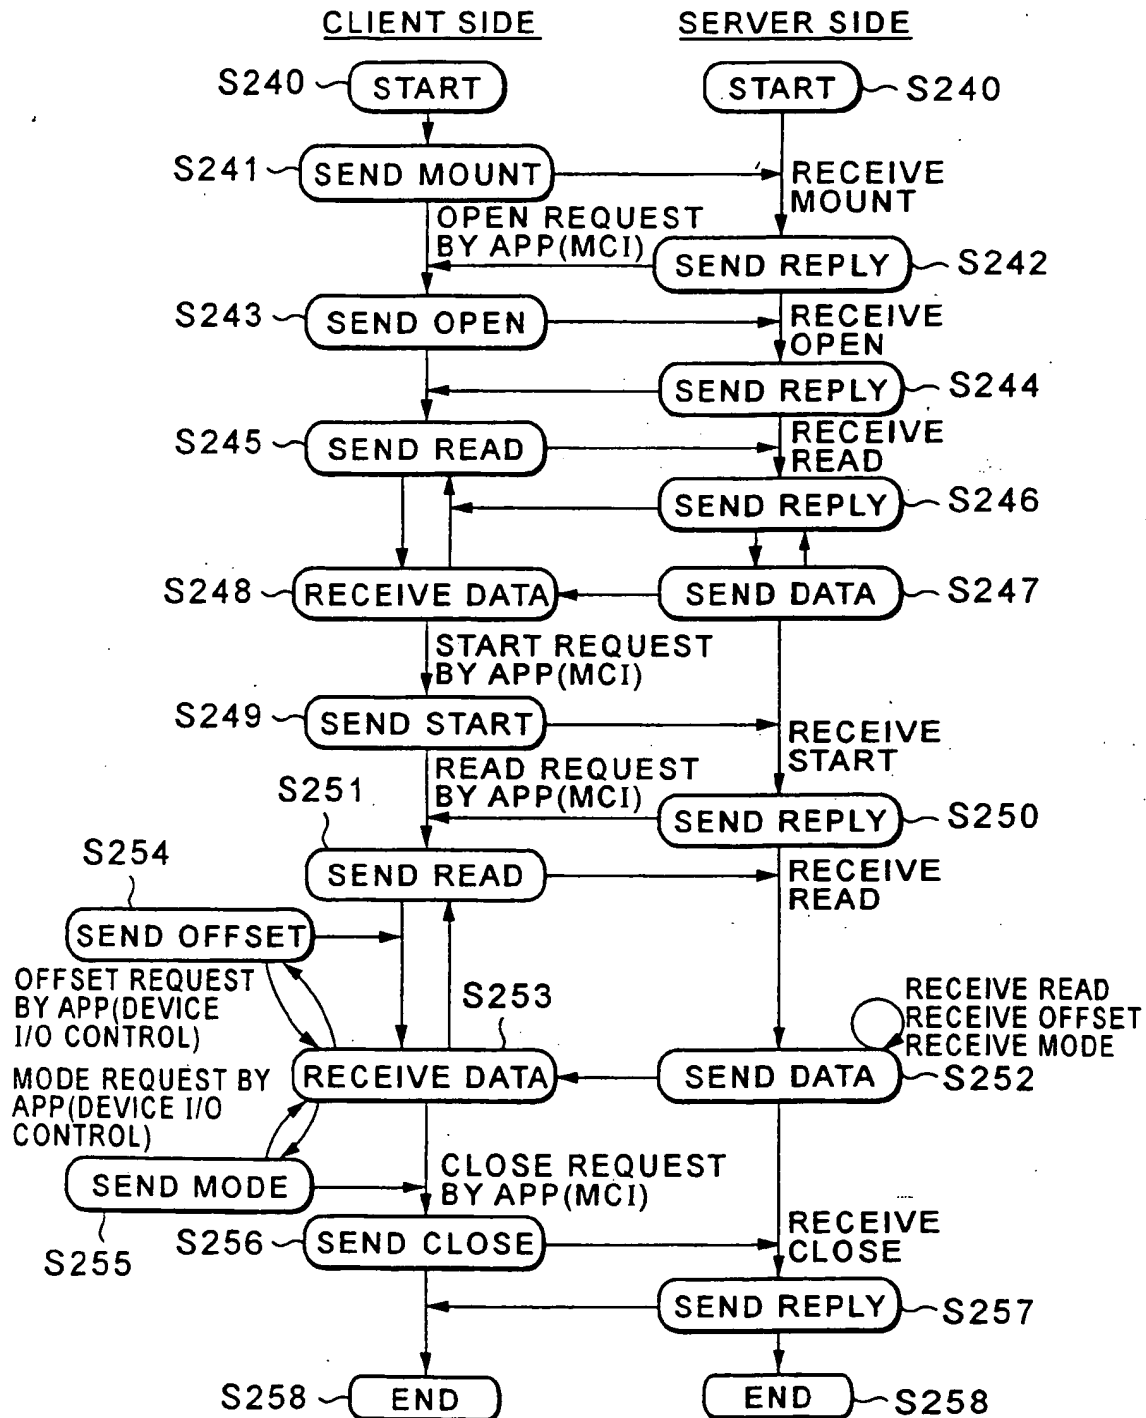 CLIENT SIDE
SERVER SIDE
S240
START
START
S240
S241
SEND MOUNT
RECEIVE
MOUNT
OPEN REQUEST
BY APP(MCI)
SEND REPLY
S242
S243
SEND OPEN
RECEIVE
OPEN
SEND REPLY
S244
S245
SEND READ
RECEIVE
READ
SEND REPLY
S246
S248
RECEIVE DATA
SEND DATA
S247
START REQUEST
BY APP(MCI)
S249
SEND START
RECEIVE
START
READ REQUEST
BY APP(MCI)
S251
SEND REPLY
S250
S254
SEND READ
RECEIVE
READ
SEND OFFSET
OFFSET REQUEST
BY APP(DEVICE
I/O CONTROL)
S253
RECEIVE READ
RECEIVE OFFSET
RECEIVE MODE
RECEIVE DATA
SEND DATA
S252
MODE REQUEST BY
APP(DEVICE I/O
CONTROL)
SEND MODE
CLOSE REQUEST
BY APP(MCI)
S255
S256
SEND CLOSE
RECEIVE
CLOSE
SEND REPLY
S257
S258
END
END
S258